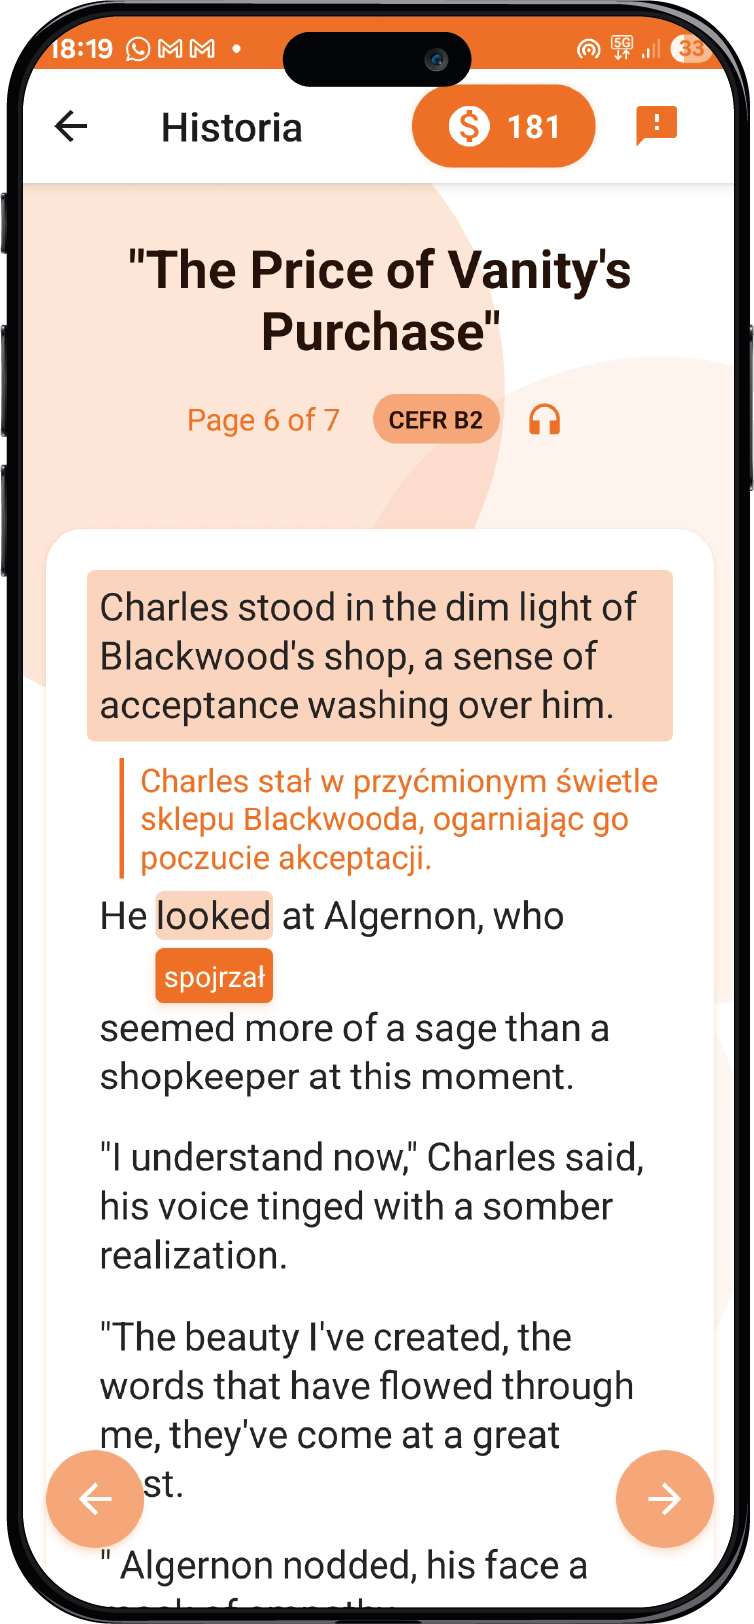 18:19
5G
33
Historia
181
"The Price of Vanity's
Purchase"
Page 6 of 7
CEFR B2
Charles stood in the dim light of
Blackwood's shop, a sense of
acceptance washing over him.
Charles stał w przyćmionym świetle
sklepu Blackwooda, ogarniając go
poczucie akceptacji.
He looked at Algernon, who
spojrzał
seemed more of a sage than a
shopkeeper at this moment.
"I understand now," Charles said,
his voice tinged with a somber
realization.
"The beauty I've created, the
words that have flowed through
me, they've come at a great
st.
" Algernon nodded, his face a